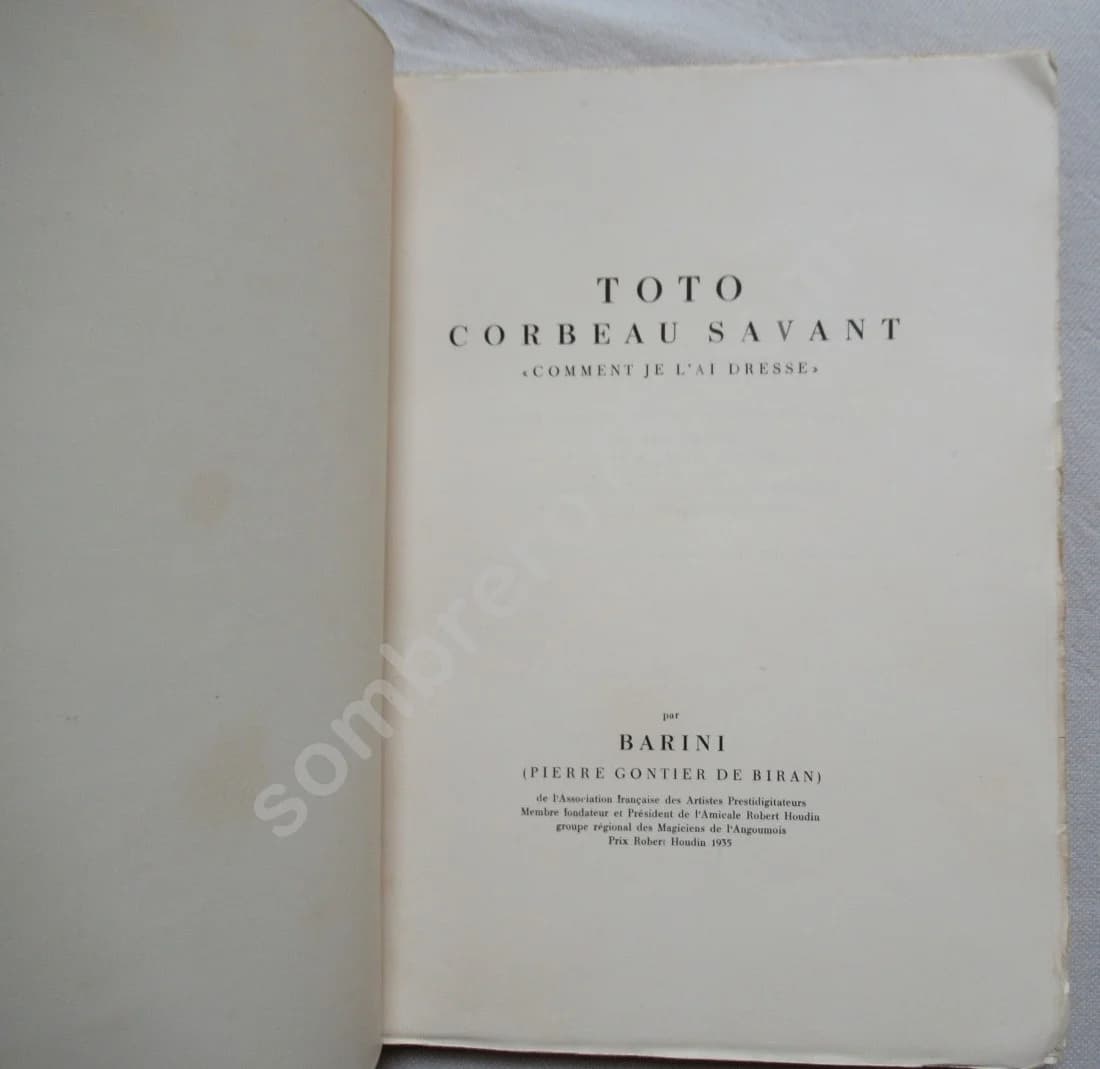 TOTO
CORBEAU SAVANT
«COMMENT JE L'AI DRESSE»
par
BARINI
(PIERRE GONTIER DE BIRAN)
de l'Association française des Artistes Prestidigitateurs
Membre fondateur et Président de l'Amicale Robert Houdin
groupe régional des Magiciens de l'Angoumois
Prix Robert Houdin 1935
sombrero